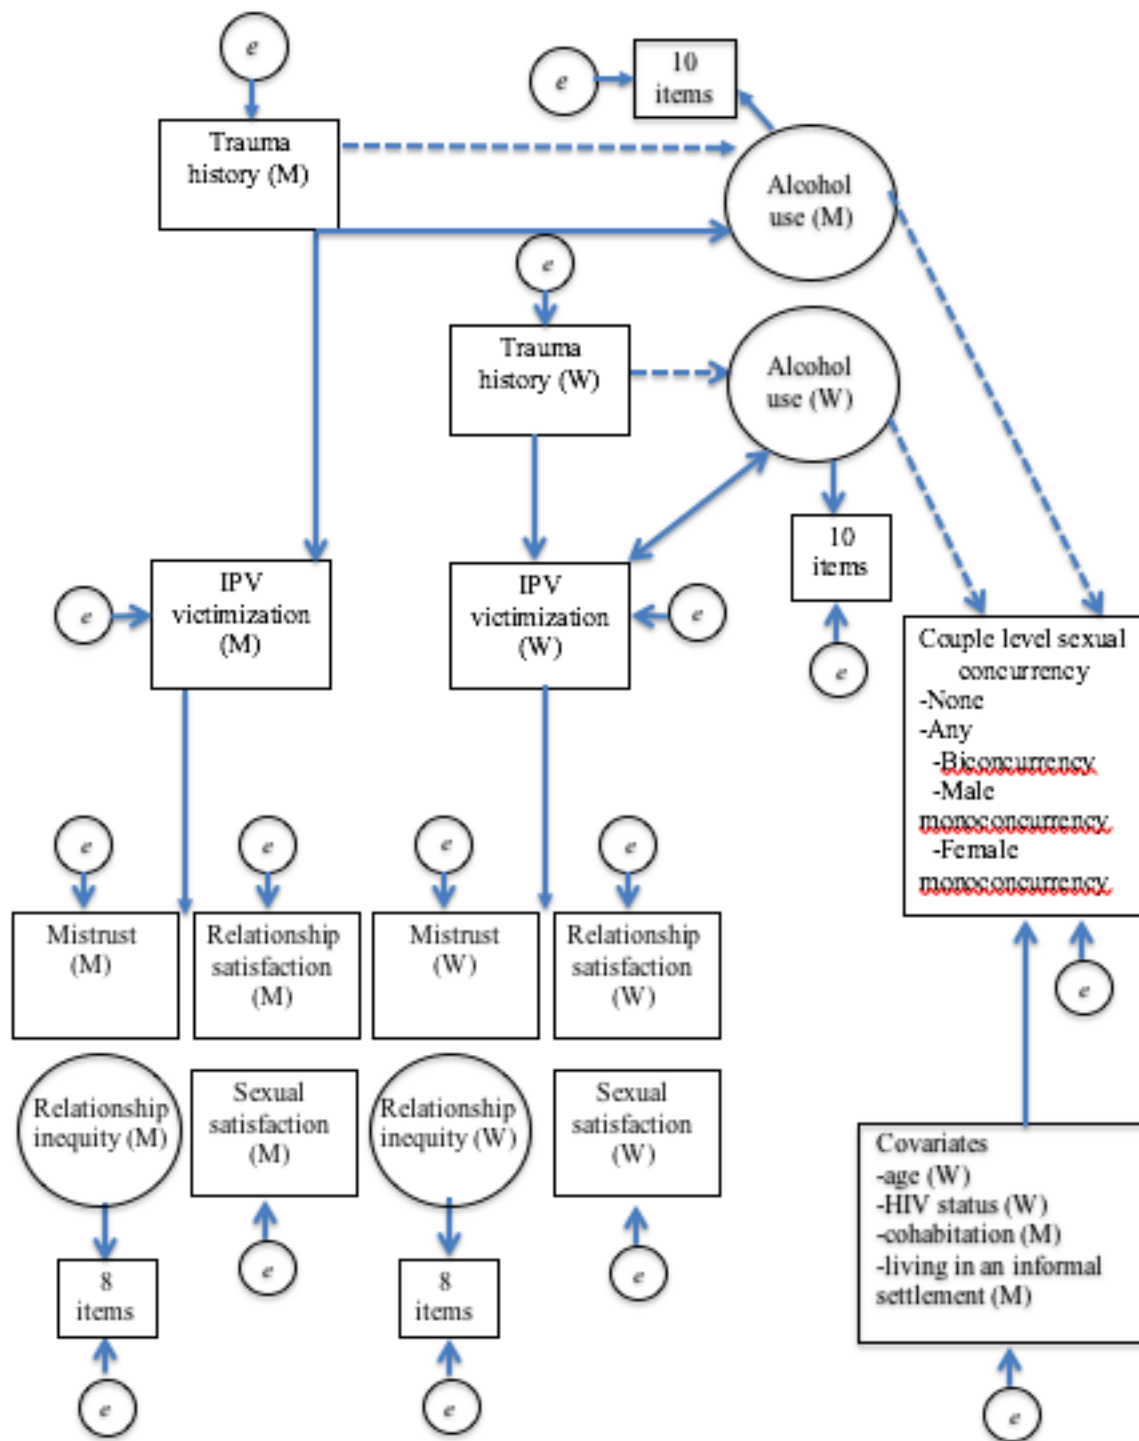 e
e
10
items
Trauma
history (M)
Alcohol
use (M)
e
Trauma
history (W)
Alcohol
use (W)
10
items
e
IPV
victimization
(M)
IPV
victimization
(W)
e
e
Couple level sexual
concurrency
-None
-Any
-Biconcurrency
-Male
monoconcurrency
-Female
monoconcurrency
e
e
e
e
e
Mistrust
(M)
Relationship
satisfaction
(M)
Mistrust
(W)
Relationship
satisfaction
(W)
Relationship
inequity (M)
Sexual
satisfaction
(M)
Relationship
inequity (W)
Sexual
satisfaction
(W)
Covariates
-age (W)
-HIV status (W)
-cohabitation (M)
-living in an informal
settlement (M)
8
items
e
8
items
e
e
e
e